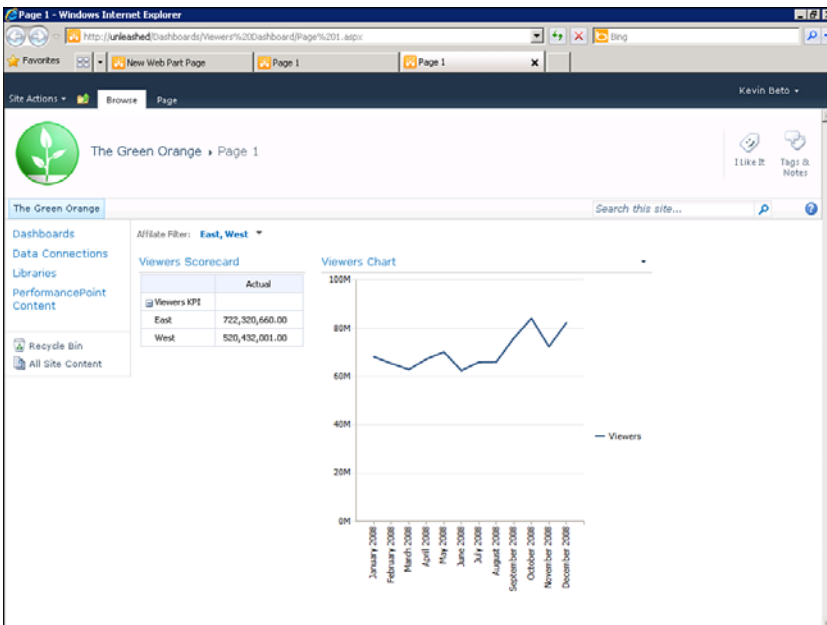 Page 1 - Windows Internet Explorer
http://unleashed/Dashboards/Viewers%20Dashboard/Page%201.aspx
Bing
Favorites
New Web Part Page
Page 1
Page 1
Site Actions
Browse
Page
Kevin Beto
The Green Orange ▸ Page 1
I Like It
Tags & Notes
The Green Orange
Search this site...
Dashboards
Data Connections
Libraries
PerformancePoint
Content
Recycle Bin
All Site Content
Affilate Filter: East, West
Viewers Scorecard
Actual
Viewers KPI
East 722,320,660.00
West 520,432,001.00
Viewers Chart
100M
80M
60M
40M
20M
0M
Viewers
January 2008
February 2008
March 2008
April 2008
May 2008
June 2008
July 2008
August 2008
September 2008
October 2008
November 2008
December 2008